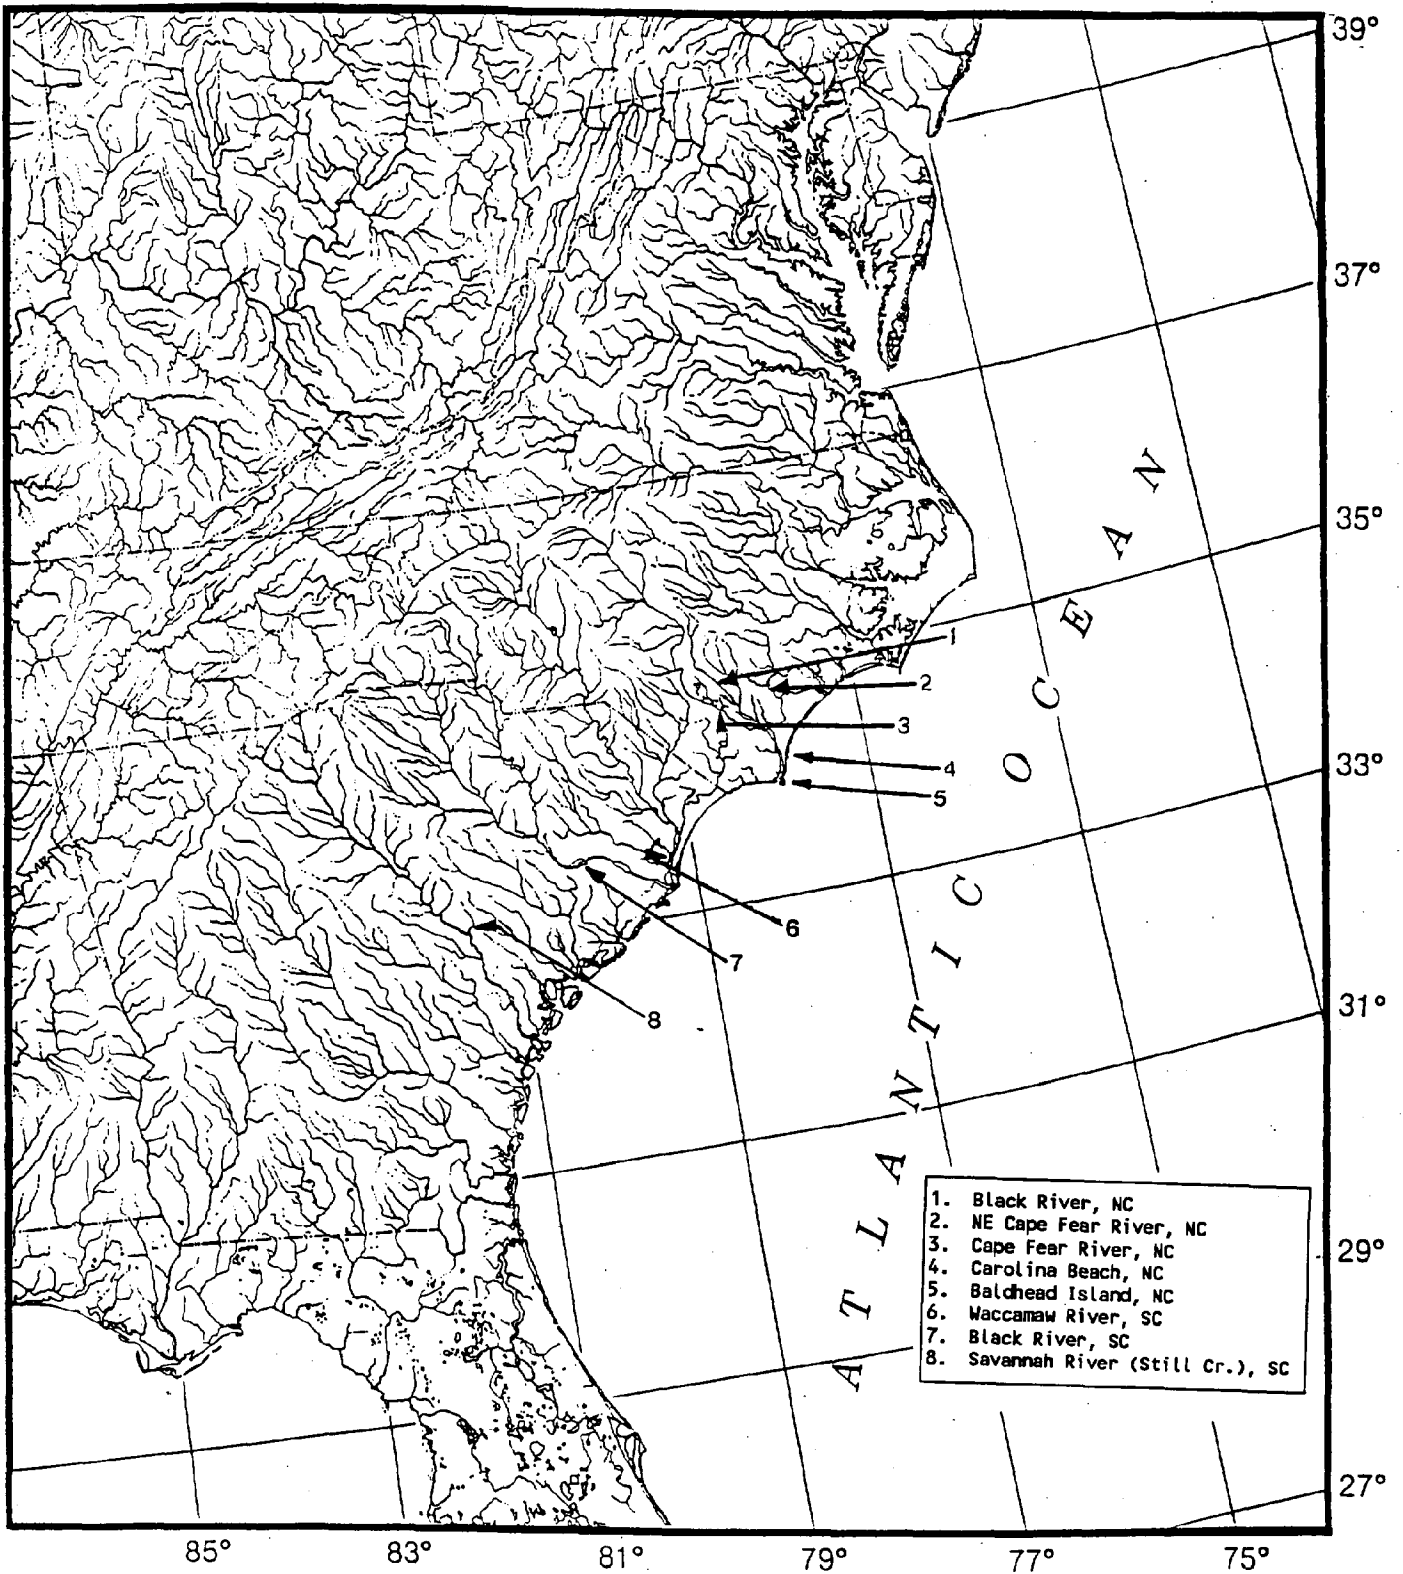 39°
37°
35°
33°
31°
29°
27°
85°
83°
81°
79°
77°
75°
ATLANTIC OCEAN
1
2
3
4
5
6
7
8
1. Black River, NC
2. NE Cape Fear River, NC
3. Cape Fear River, NC
4. Carolina Beach, NC
5. Baldhead Island, NC
6. Waccamaw River, SC
7. Black River, SC
8. Savannah River (Still Cr.), SC